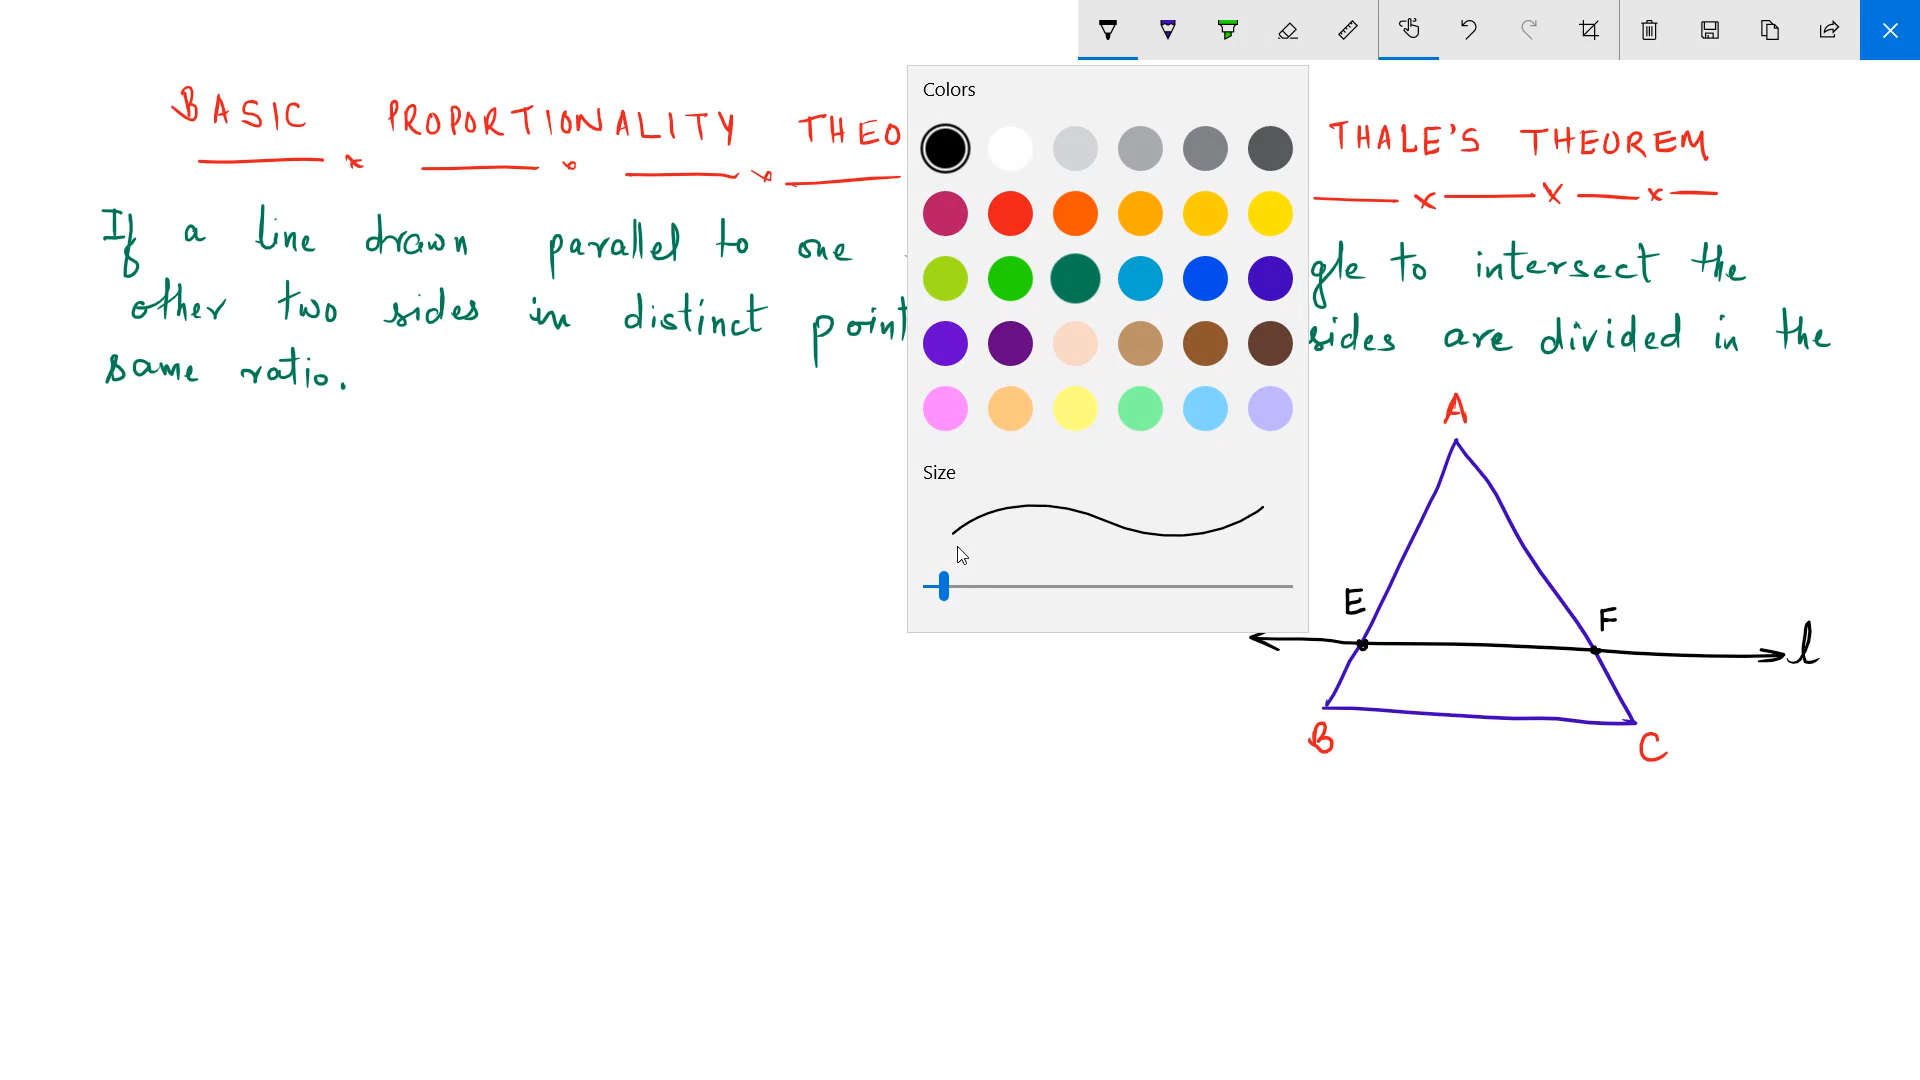 Colors
BASIC PROPORTIONALITY THEO THALE'S THEOREM
If a line drawn parallel to one gle to intersect the
other two sides in distinct point sides are divided in the
same ratio.
A
Size
E
F
l
B
C